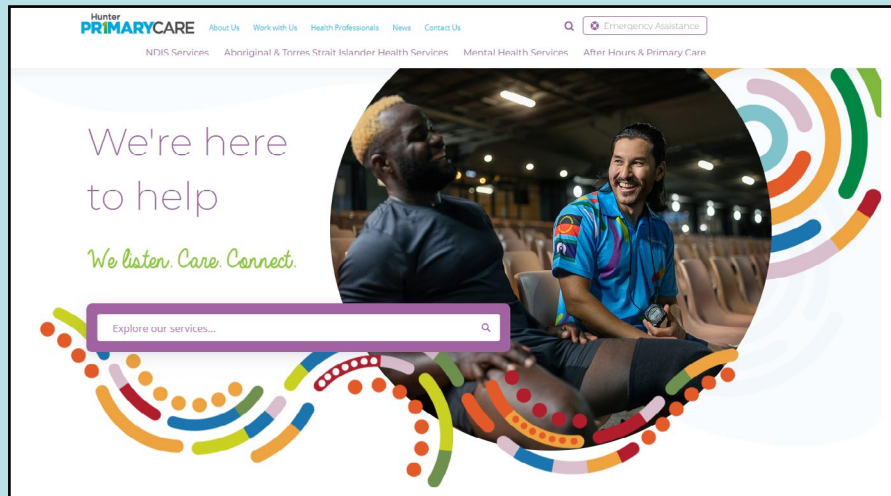 Hunter
PR1MARYCARE
About Us Work with Us Health Professionals News Contact Us
Emergency Assistance
NDIS Services Aboriginal & Torres Strait Islander Health Services Mental Health Services After Hours & Primary Care
We're here
to help
We listen. Care. Connect.
Explore our services...